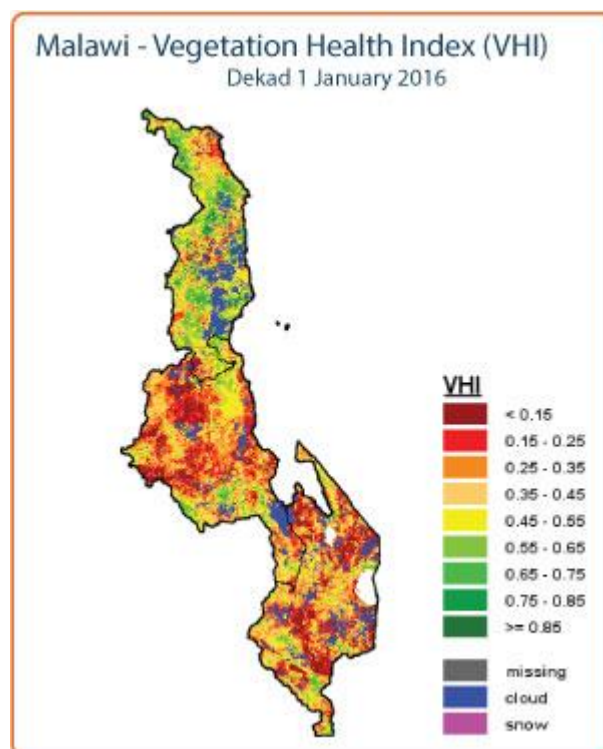 Malawi - Vegetation Health Index (VHI)
Dekad 1 January 2016
VHI
< 0.15
0.15 - 0.25
0.25 - 0.35
0.35 - 0.45
0.45 - 0.55
0.55 - 0.65
0.65 - 0.75
0.75 - 0.85
>= 0.85
missing
cloud
snow